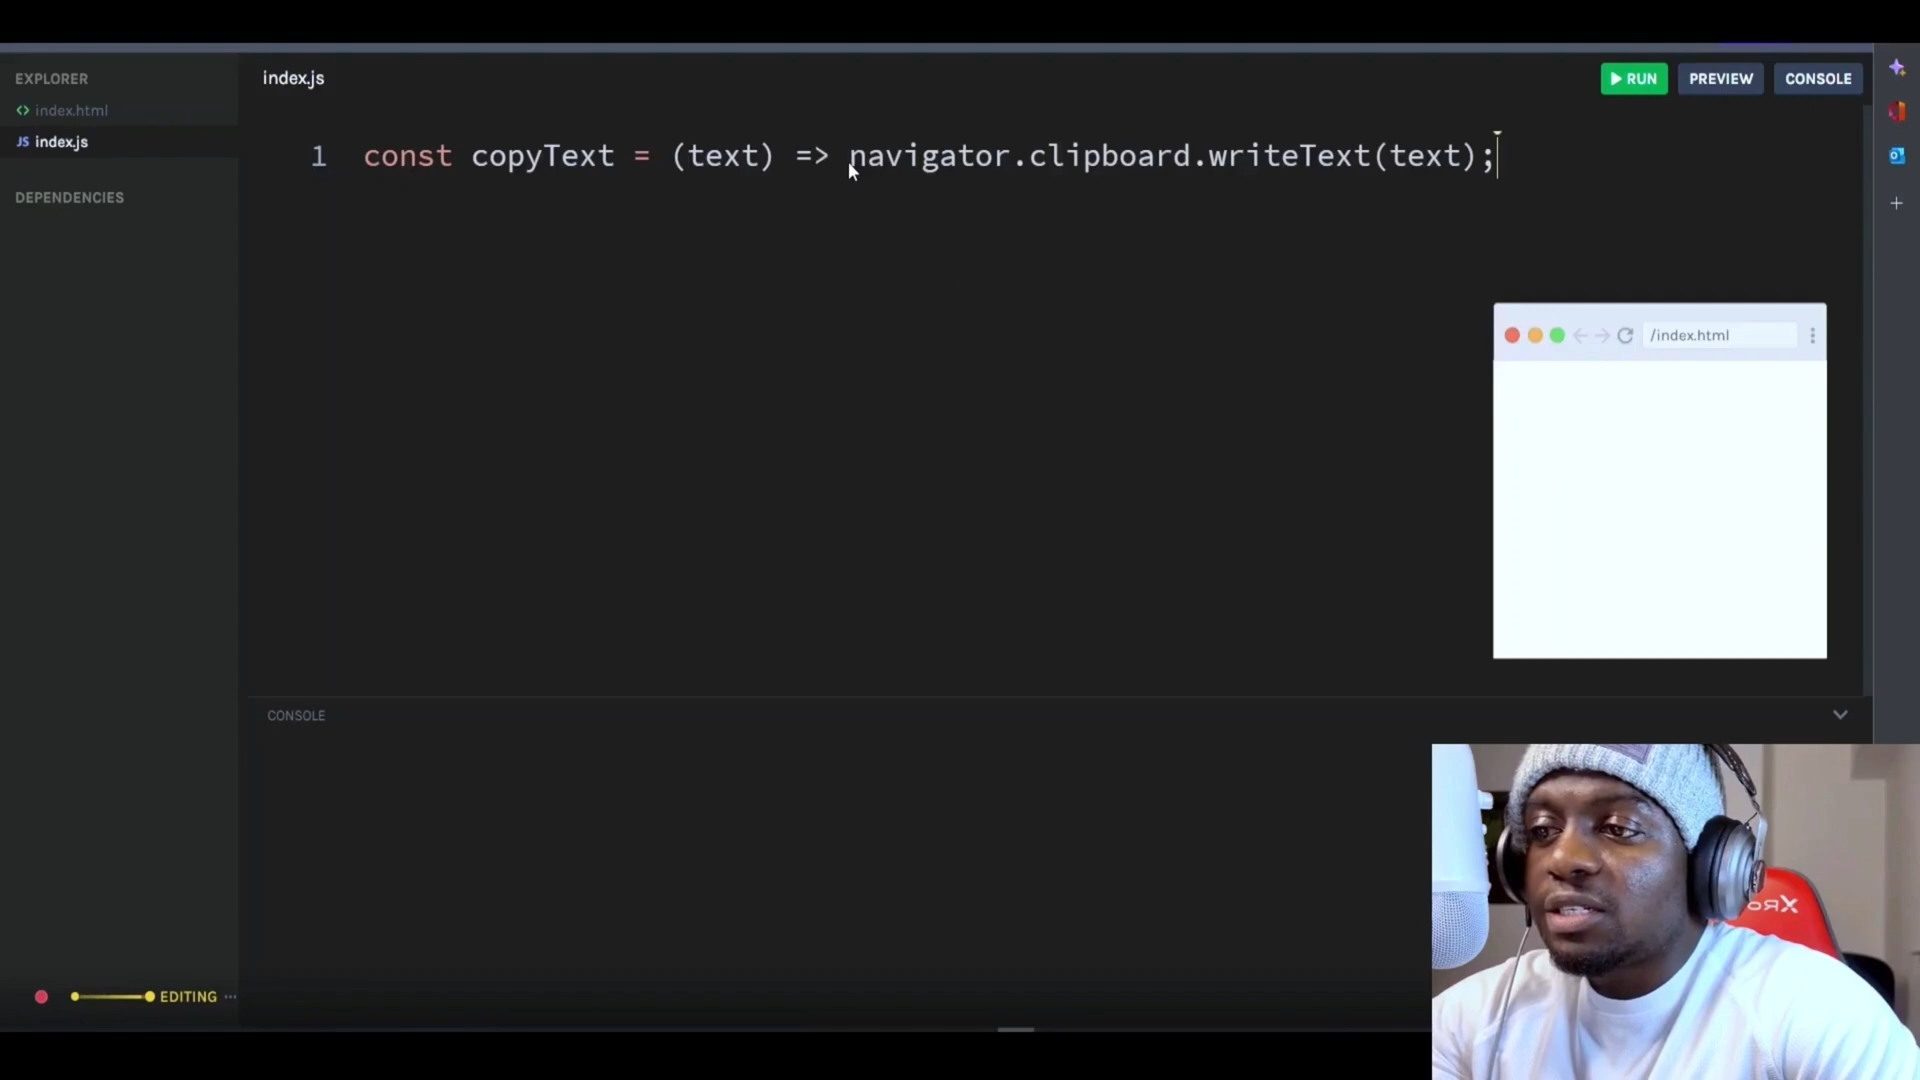 EXPLORER
index.html
JS index.js
DEPENDENCIES
index.js
RUN
PREVIEW
CONSOLE
1 const copyText = (text) => navigator.clipboard.writeText(text);
/index.html
CONSOLE
EDITING ...